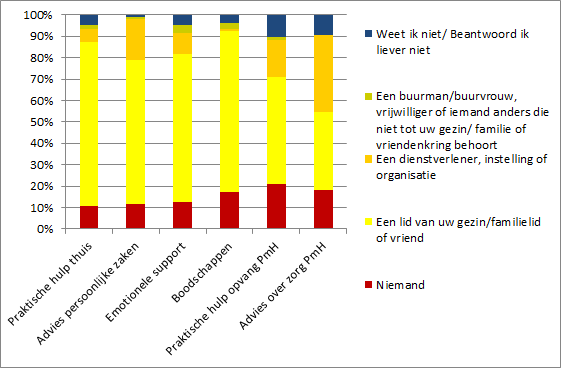 100%
90%
80%
70%
60%
50%
40%
30%
20%
10%
0%
Praktische hulp thuis
Advies persoonlijke zaken
Emotionele support
Boodschappen
Praktische hulp opvang PmH
Advies over zorg PmH
Weet ik niet/ Beantwoord ik
liever niet
Een buurman/buurvrouw,
vrijwilliger of iemand anders die
niet tot uw gezin/ familie of
vriendenkring behoort
Een dienstverlener, instelling of
organisatie
Een lid van uw gezin/familielid
of vriend
Niemand